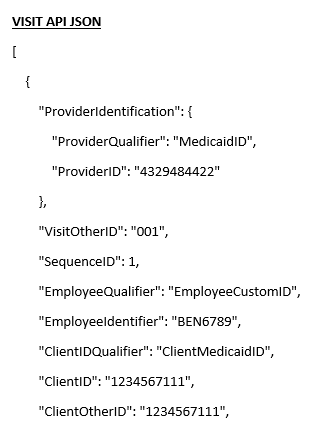 VISIT API JSON
[
{
"ProviderIdentification": {
"ProviderQualifier": "MedicaidID",
"ProviderID": "4329484422"
},
"VisitOtherID": "001",
"SequenceID": 1,
"EmployeeQualifier": "EmployeeCustomID",
"EmployeeIdentifier": "BEN6789",
"ClientIDQualifier": "ClientMedicaidID",
"ClientID": "1234567111",
"ClientOtherID": "1234567111",